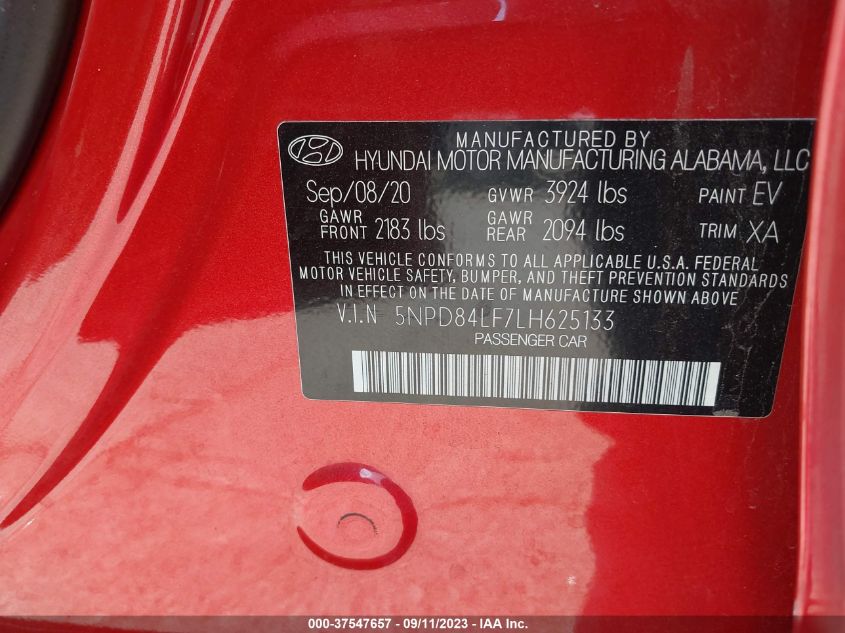 MANUFACTURED BY
HYUNDAI MOTOR MANUFACTURING ALABAMA, LLC
Sep/08/20 GVWR 3924 lbs PAINT EV
GAWR FRONT 2183 lbs GAWR REAR 2094 lbs TRIM XA
THIS VEHICLE CONFORMS TO ALL APPLICABLE U.S.A. FEDERAL
MOTOR VEHICLE SAFETY, BUMPER, AND THEFT PREVENTION STANDARDS
IN EFFECT ON THE DATE OF MANUFACTURE SHOWN ABOVE
V.I.N 5NPD84LF7LH625133
PASSENGER CAR
000-37547657 - 09/11/2023 - IAA Inc.